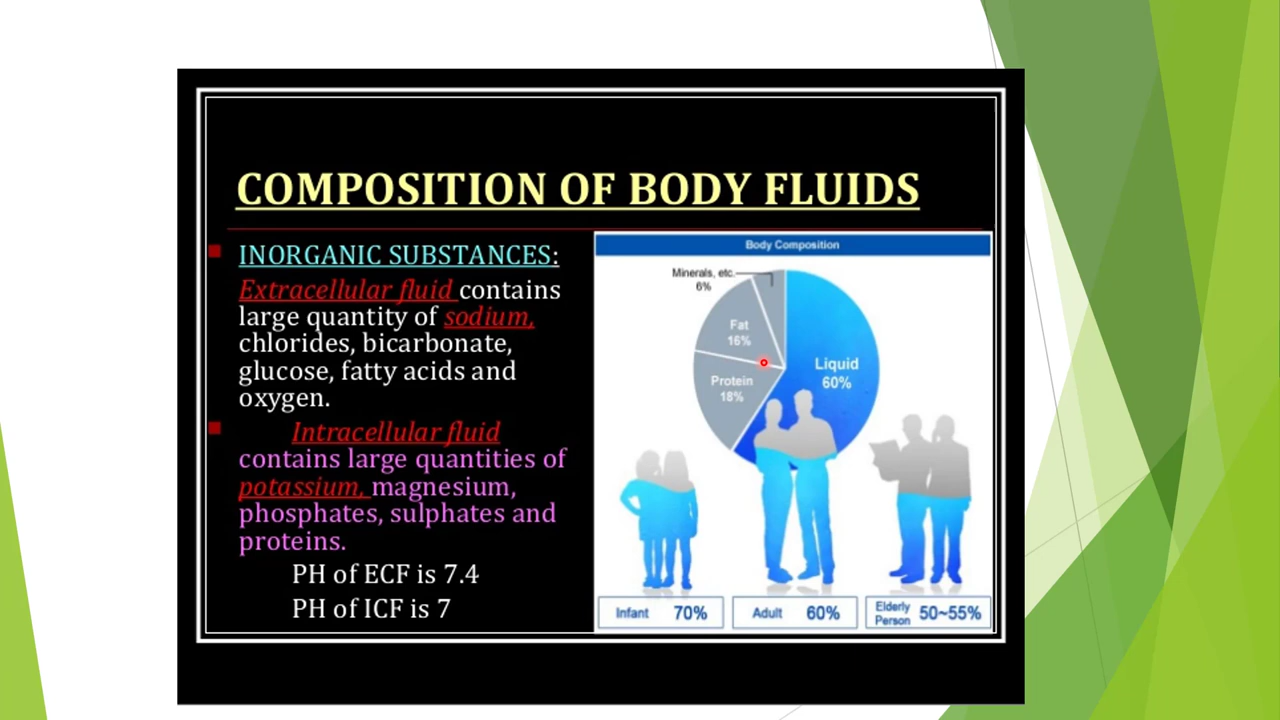 COMPOSITION OF BODY FLUIDS
INORGANIC SUBSTANCES:
Extracellular fluid contains
large quantity of sodium,
chlorides, bicarbonate,
glucose, fatty acids and
oxygen.
Intracellular fluid
contains large quantities of
potassium, magnesium,
phosphates, sulphates and
proteins.
PH of ECF is 7.4
PH of ICF is 7
Body Composition
Minerals, etc.
6%
Fat
16%
Protein
18%
Liquid
60%
Infant 70%
Adult 60%
Elderly
Person 50~55%